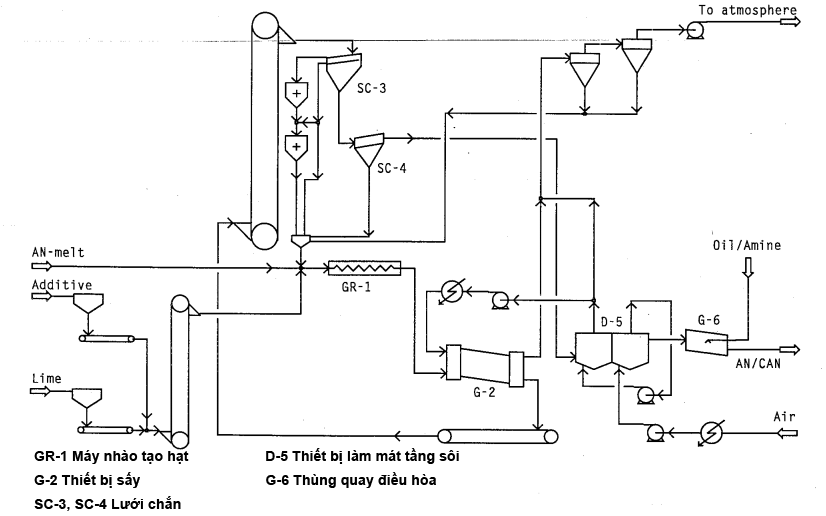 To atmosphere
SC-3
SC-4
AN-melt
Oil/Amine
Additive
GR-1
D-5
G-6
AN/CAN
Lime
G-2
Air
GR-1 Máy nhào tạo hạt
D-5 Thiết bị làm mát tầng sôi
G-2 Thiết bị sấy
G-6 Thùng quay điều hòa
SC-3, SC-4 Lưới chắn